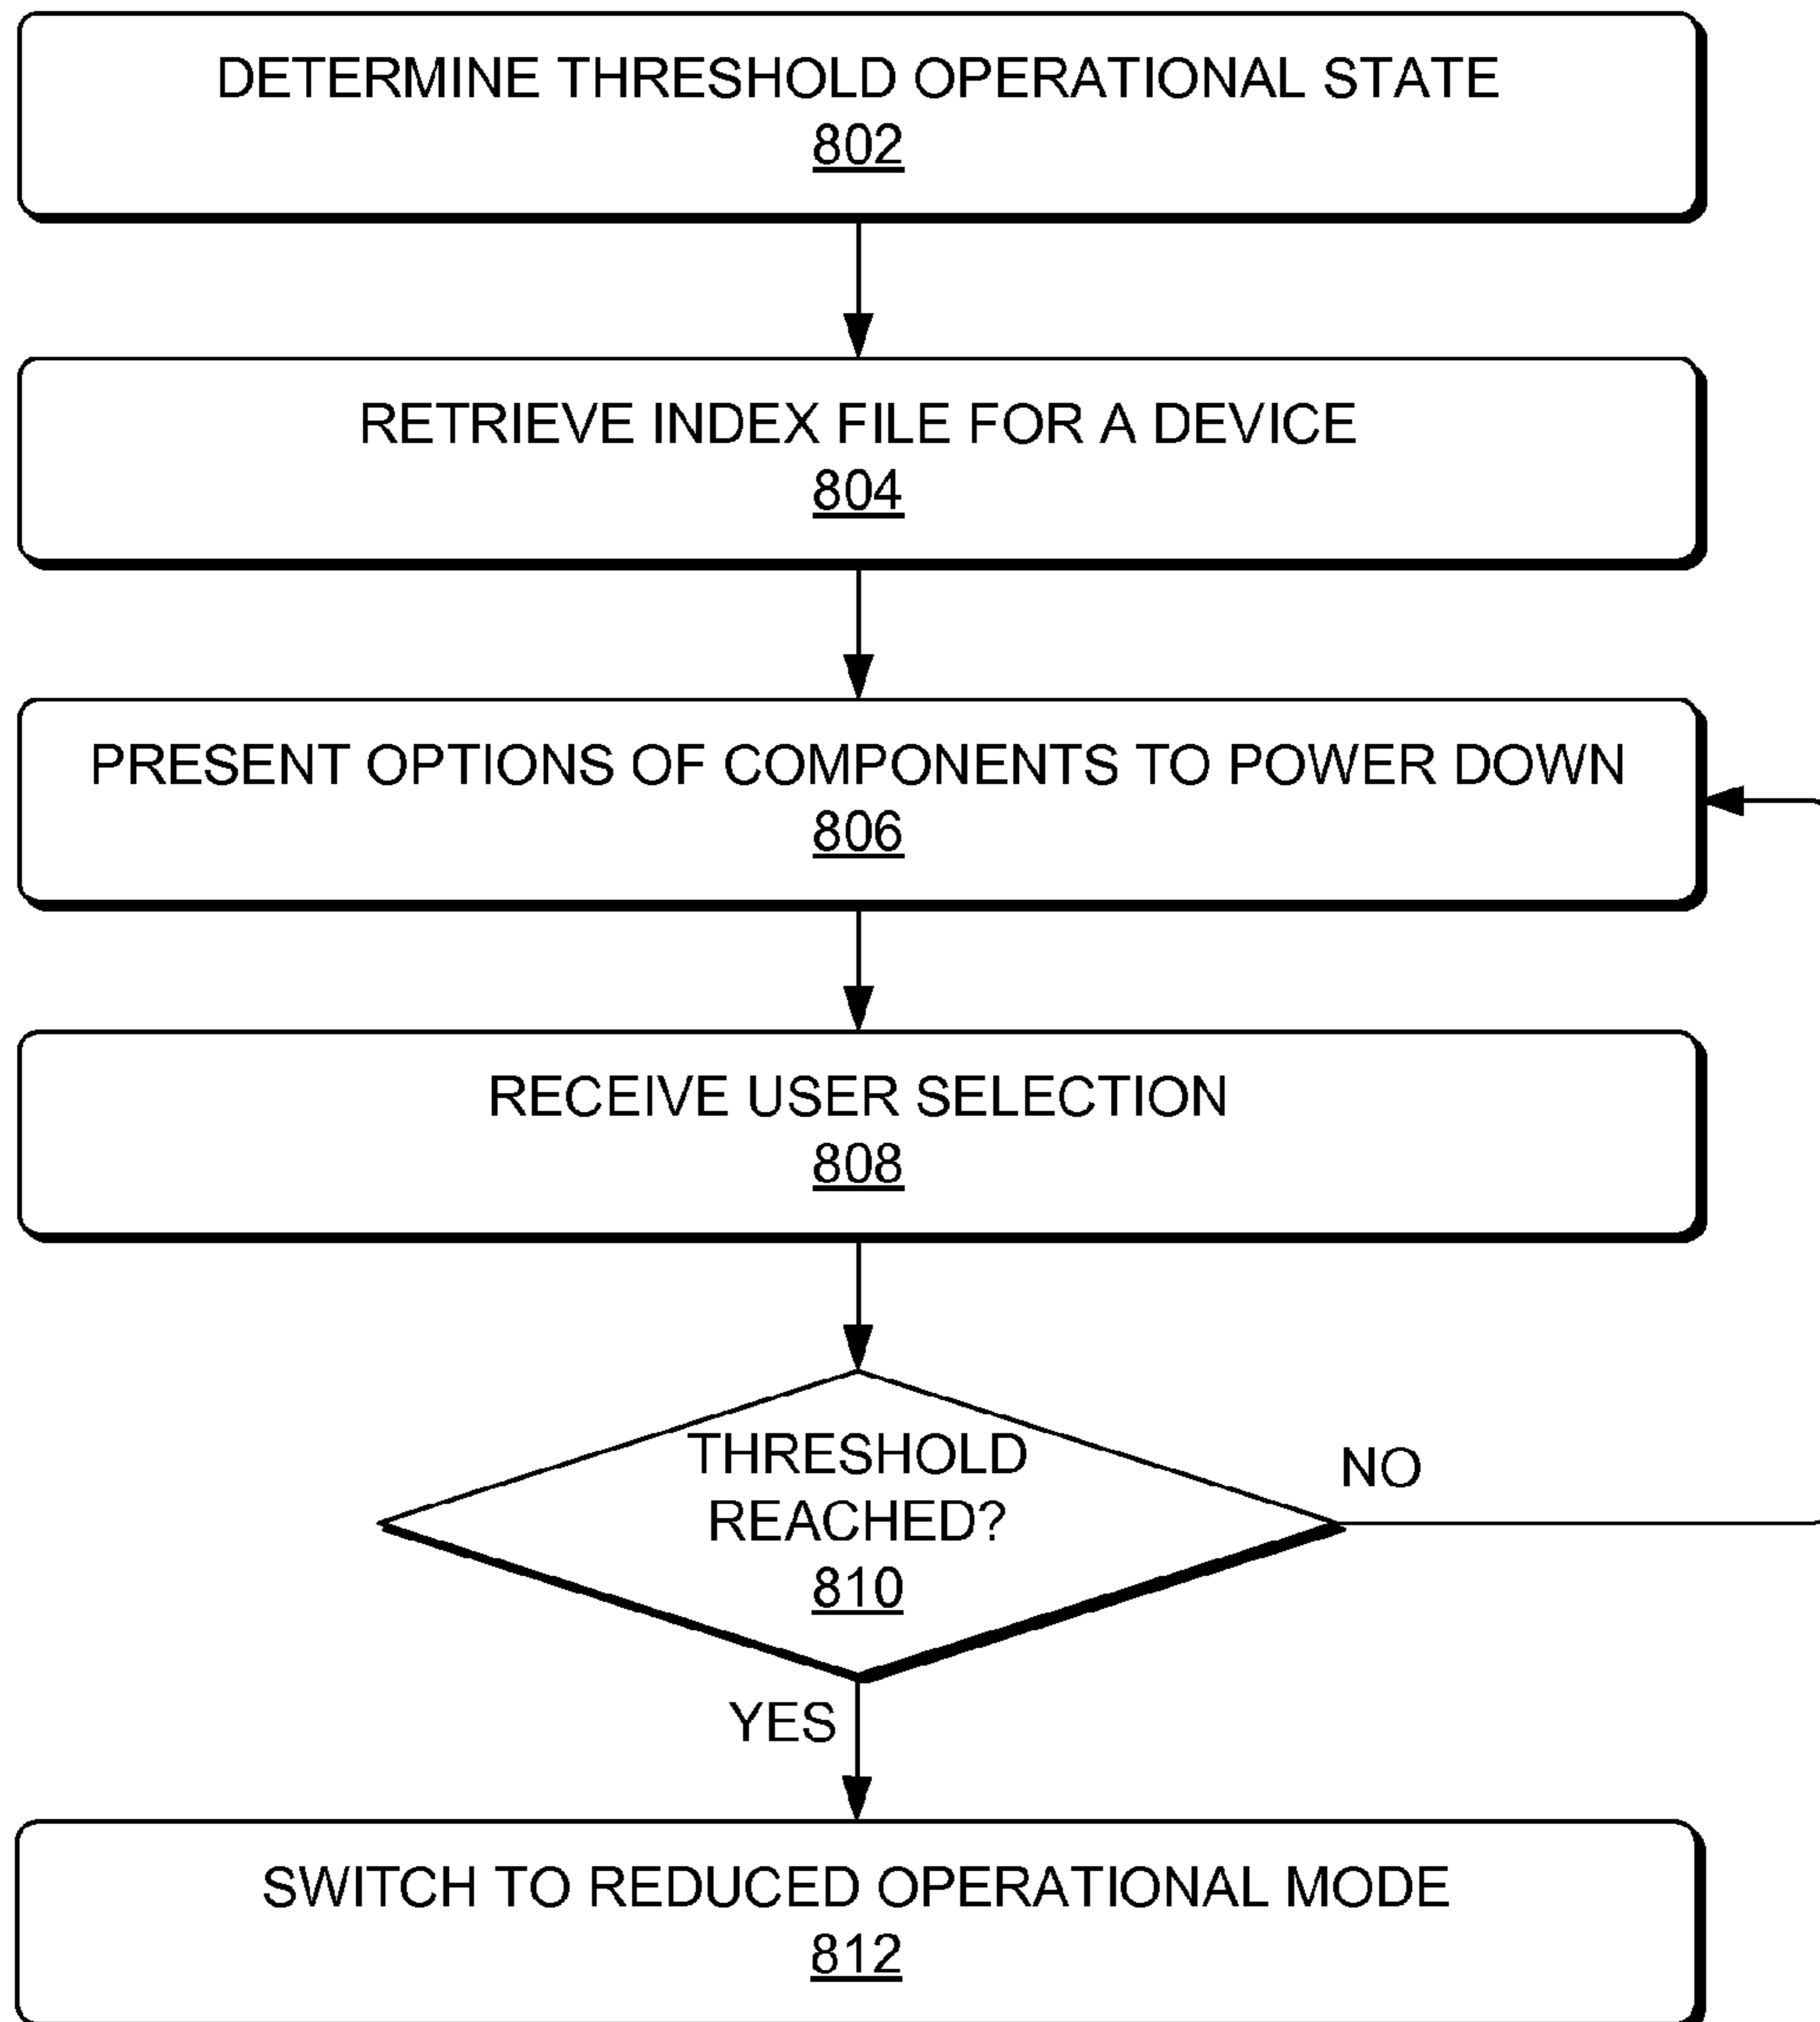 DETERMINE THRESHOLD OPERATIONAL STATE
802
RETRIEVE INDEX FILE FOR A DEVICE
804
PRESENT OPTIONS OF COMPONENTS TO POWER DOWN
806
RECEIVE USER SELECTION
808
THRESHOLD
REACHED?
810
NO
YES
SWITCH TO REDUCED OPERATIONAL MODE
812